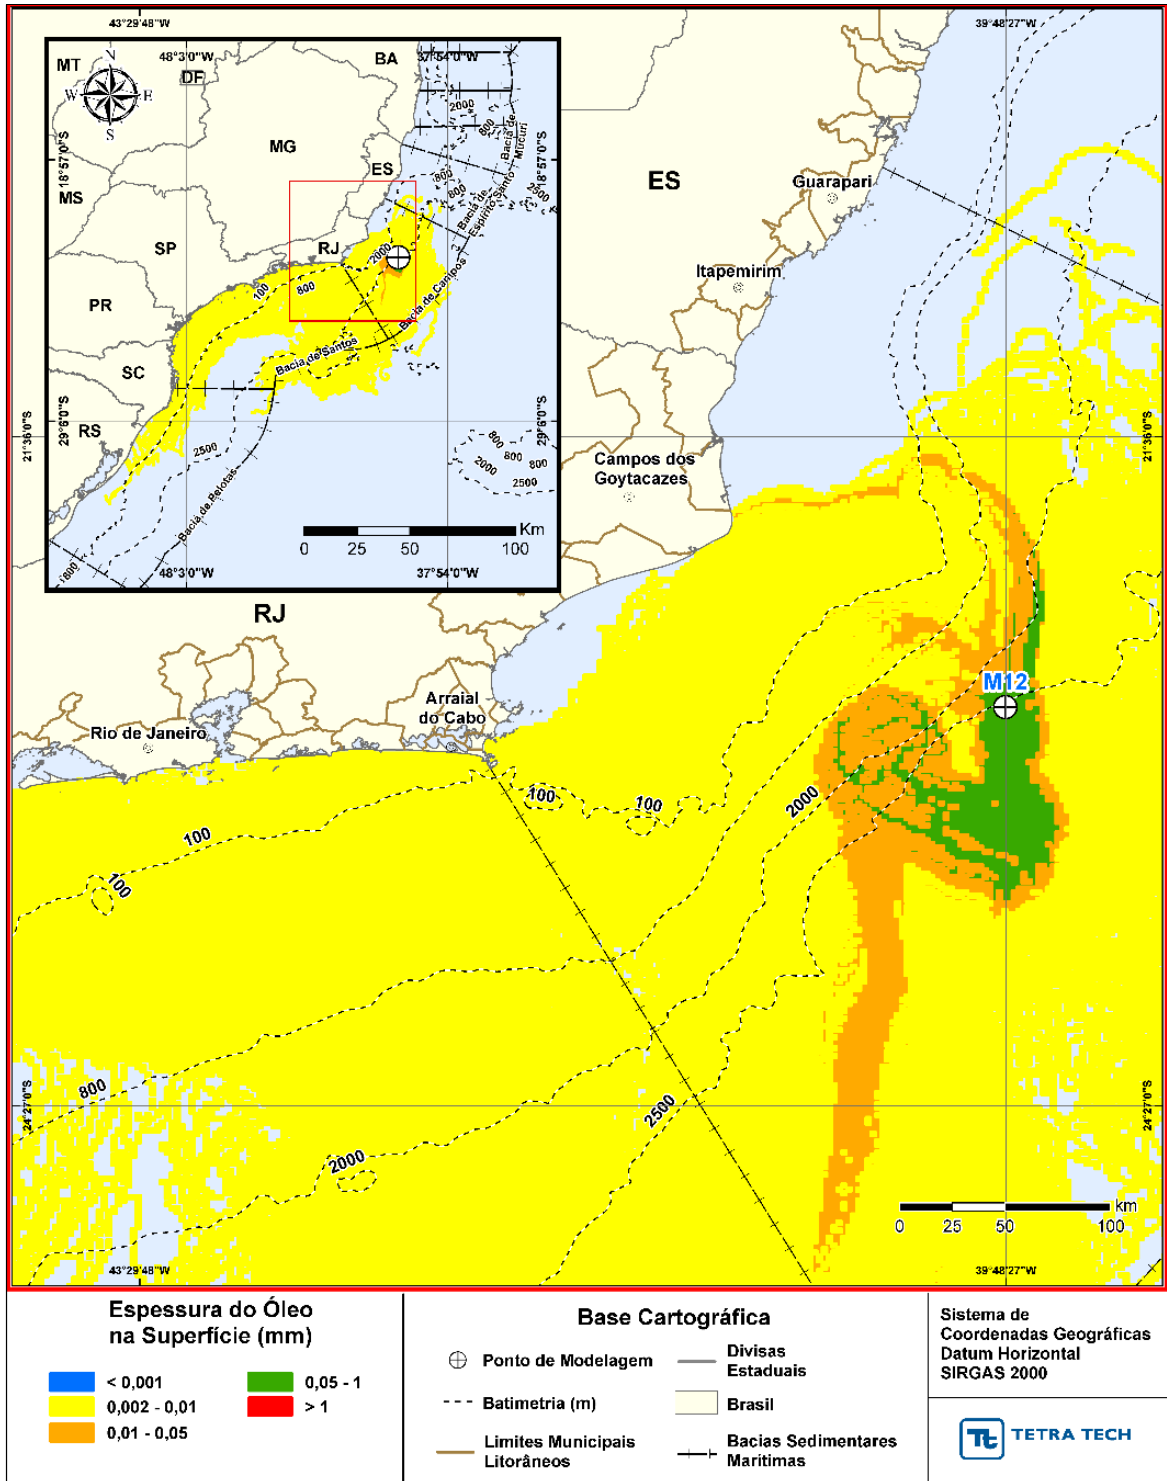 43°29'48"W
39°48'27"W
48°3'0"W
37°54'0"W
MT
N
W
E
S
DF
BA
MG
ES
MS
SP
RJ
PR
SC
RS
18°57'0"S
18°57'0"S
29°6'0"S
29°6'0"S
2000
800
800
800
2500
2000
100
800
2500
800
800
800
800
2000
2500
800
Bacia de Mucuri
Bacia de Espírito Santo
Bacia de Campos
Bacia de Santos
Bacia de Pelotas
Km
0 25 50 100
48°3'0"W
37°54'0"W
ES
Guarapari
Itapemirim
21°36'0"S
21°36'0"S
Campos dos
Goytacazes
RJ
M12
Arraial
do Cabo
Rio de Janeiro
100
100
2000
100
100
800
2500
2000
24°27'0"S
24°27'0"S
km
0 25 50 100
43°29'48"W
39°48'27"W
Espessura do Óleo
na Superfície (mm)
< 0,001
0,002 - 0,01
0,01 - 0,05
0,05 - 1
> 1
Base Cartográfica
Ponto de Modelagem
Batimetria (m)
Limites Municipais
Litorâneos
Divisas
Estaduais
Brasil
Bacias Sedimentares
Marítimas
Sistema de
Coordenadas Geográficas
Datum Horizontal
SIRGAS 2000
Tt TETRA TECH